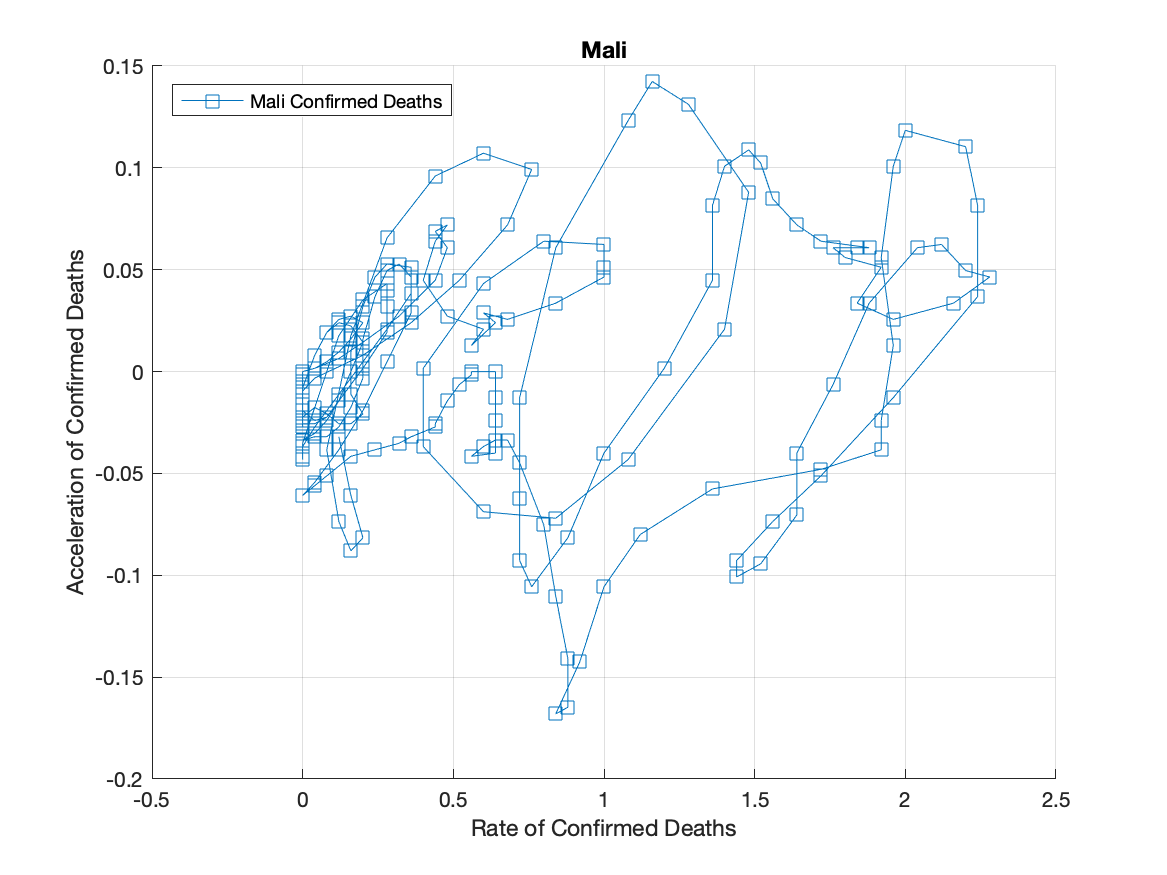 Mali
0.15
Mali Confirmed Deaths
0.1
0.05
0
-0.05
-0.1
-0.15
-0.2
Acceleration of Confirmed Deaths
-0.5 0 0.5 1 1.5 2 2.5
Rate of Confirmed Deaths